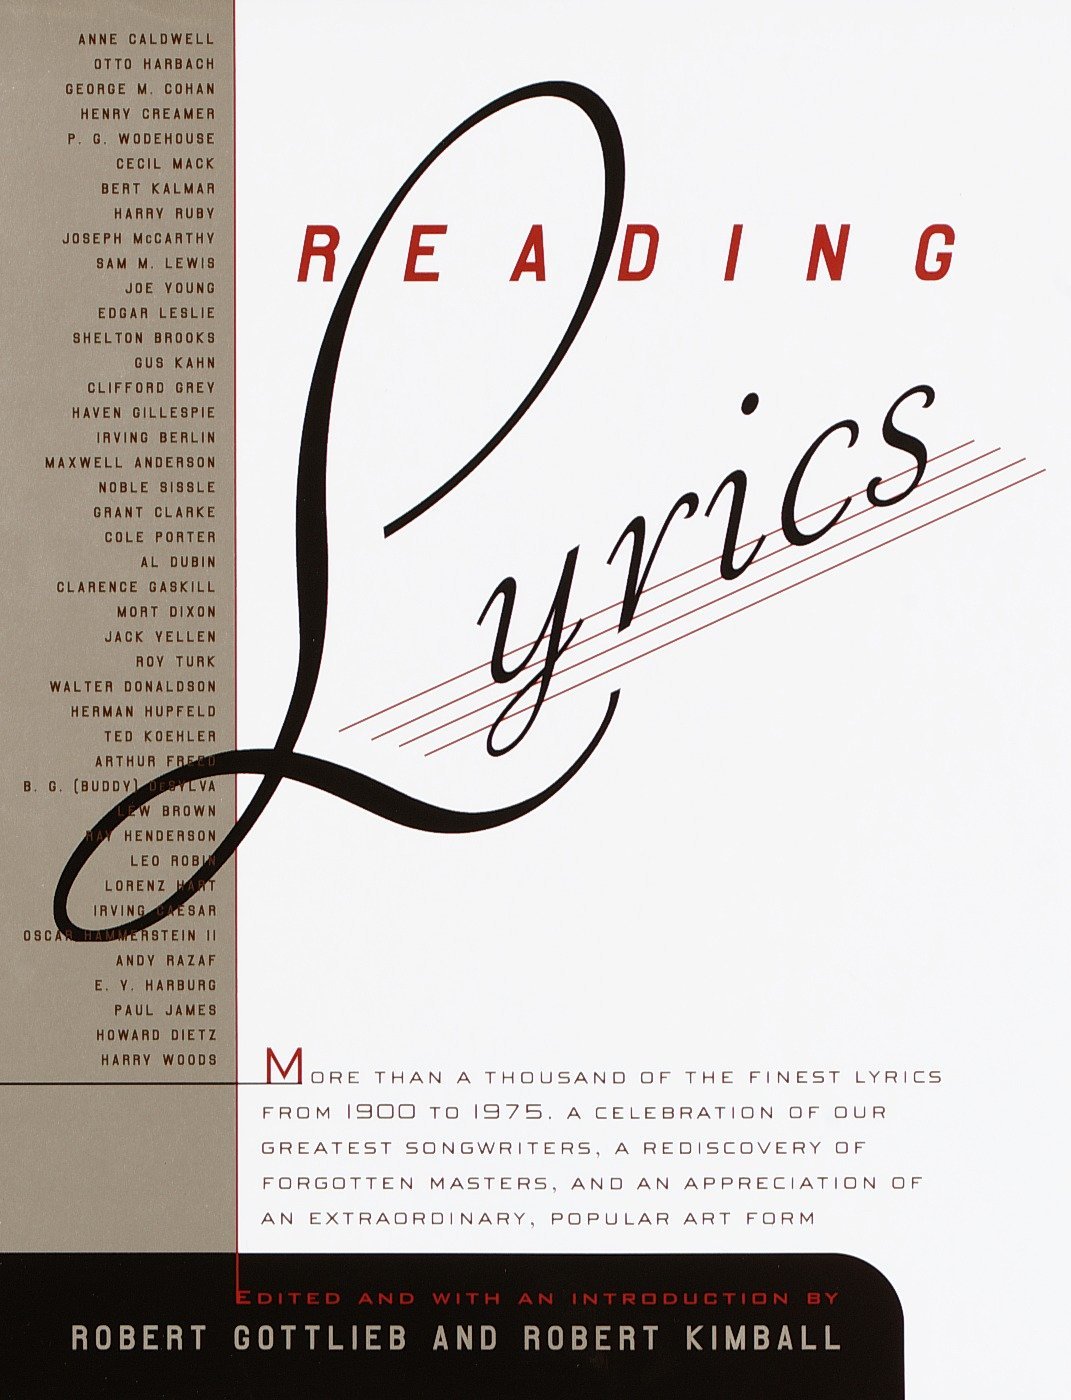 ANNE CALDWELL
OTTO HARBACH
GEORGE M. COHAN
HENRY CREAMER
P. G. WODEHOUSE
CECIL MACK
BERT KALMAR
HARRY RUBY
JOSEPH McCARTHY
SAM M. LEWIS
JOE YOUNG
EDGAR LESLIE
SHELTON BROOKS
GUS KAHN
CLIFFORD GREY
HAVEN GILLESPIE
IRVING BERLIN
MAXWELL ANDERSON
NOBLE SISSLE
GRANT CLARKE
COLE PORTER
AL DUBIN
CLARENCE GASKILL
MORT DIXON
JACK YELLEN
ROY TURK
WALTER DONALDSON
HERMAN HUPFELD
TED KOEHLER
ARTHUR FREED
B. G. (BUDDY) DeSYLVA
LEW BROWN
RAY HENDERSON
LEO ROBIN
LORENZ HART
IRVING CAESAR
OSCAR HAMMERSTEIN II
ANDY RAZAF
E. Y. HARBURG
PAUL JAMES
HOWARD DIETZ
HARRY WOODS
READING
Lyrics
MORE THAN A THOUSAND OF THE FINEST LYRICS
FROM 1900 TO 1975. A CELEBRATION OF OUR
GREATEST SONGWRITERS, A REDISCOVERY OF
FORGOTTEN MASTERS, AND AN APPRECIATION OF
AN EXTRAORDINARY, POPULAR ART FORM
EDITED AND WITH AN INTRODUCTION BY
ROBERT GOTTLIEB AND ROBERT KIMBALL